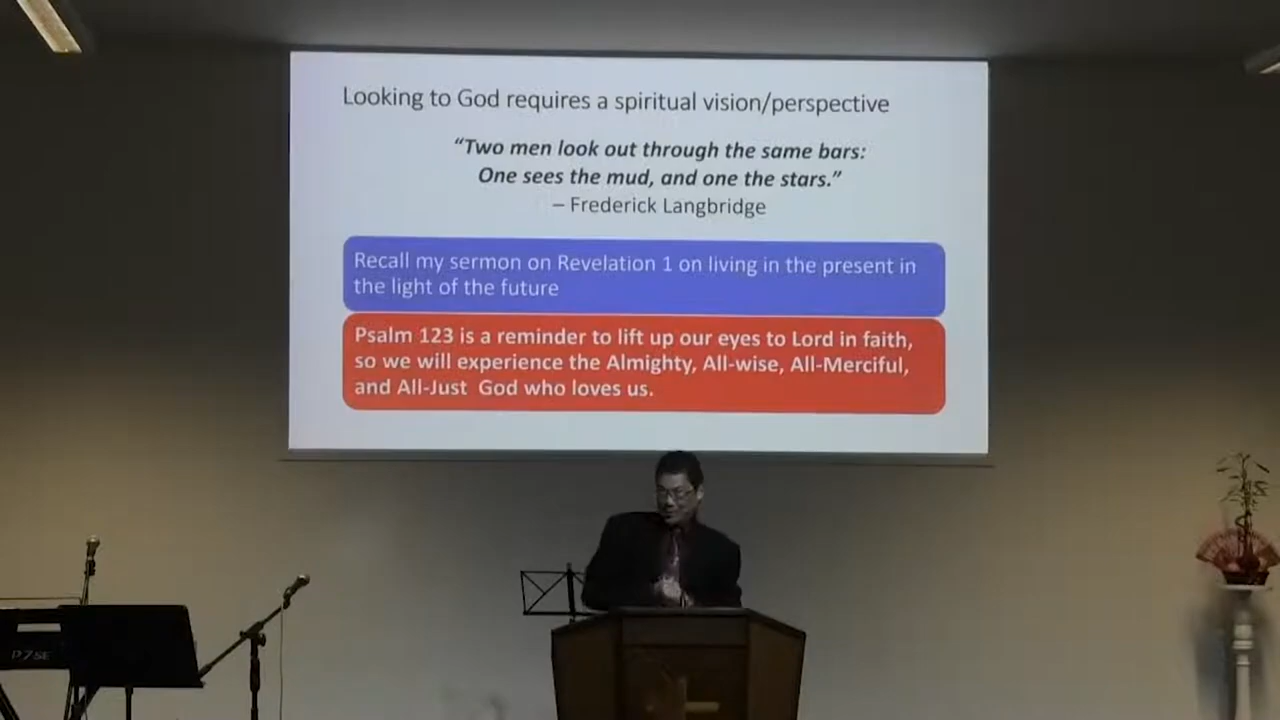 Looking to God requires a spiritual vision/perspective
“Two men look out through the same bars:
One sees the mud, and one the stars.”
– Frederick Langbridge
Recall my sermon on Revelation 1 on living in the present in
the light of the future
Psalm 123 is a reminder to lift up our eyes to Lord in faith,
so we will experience the Almighty, All-wise, All-Merciful,
and All-Just  God who loves us.
P7SE